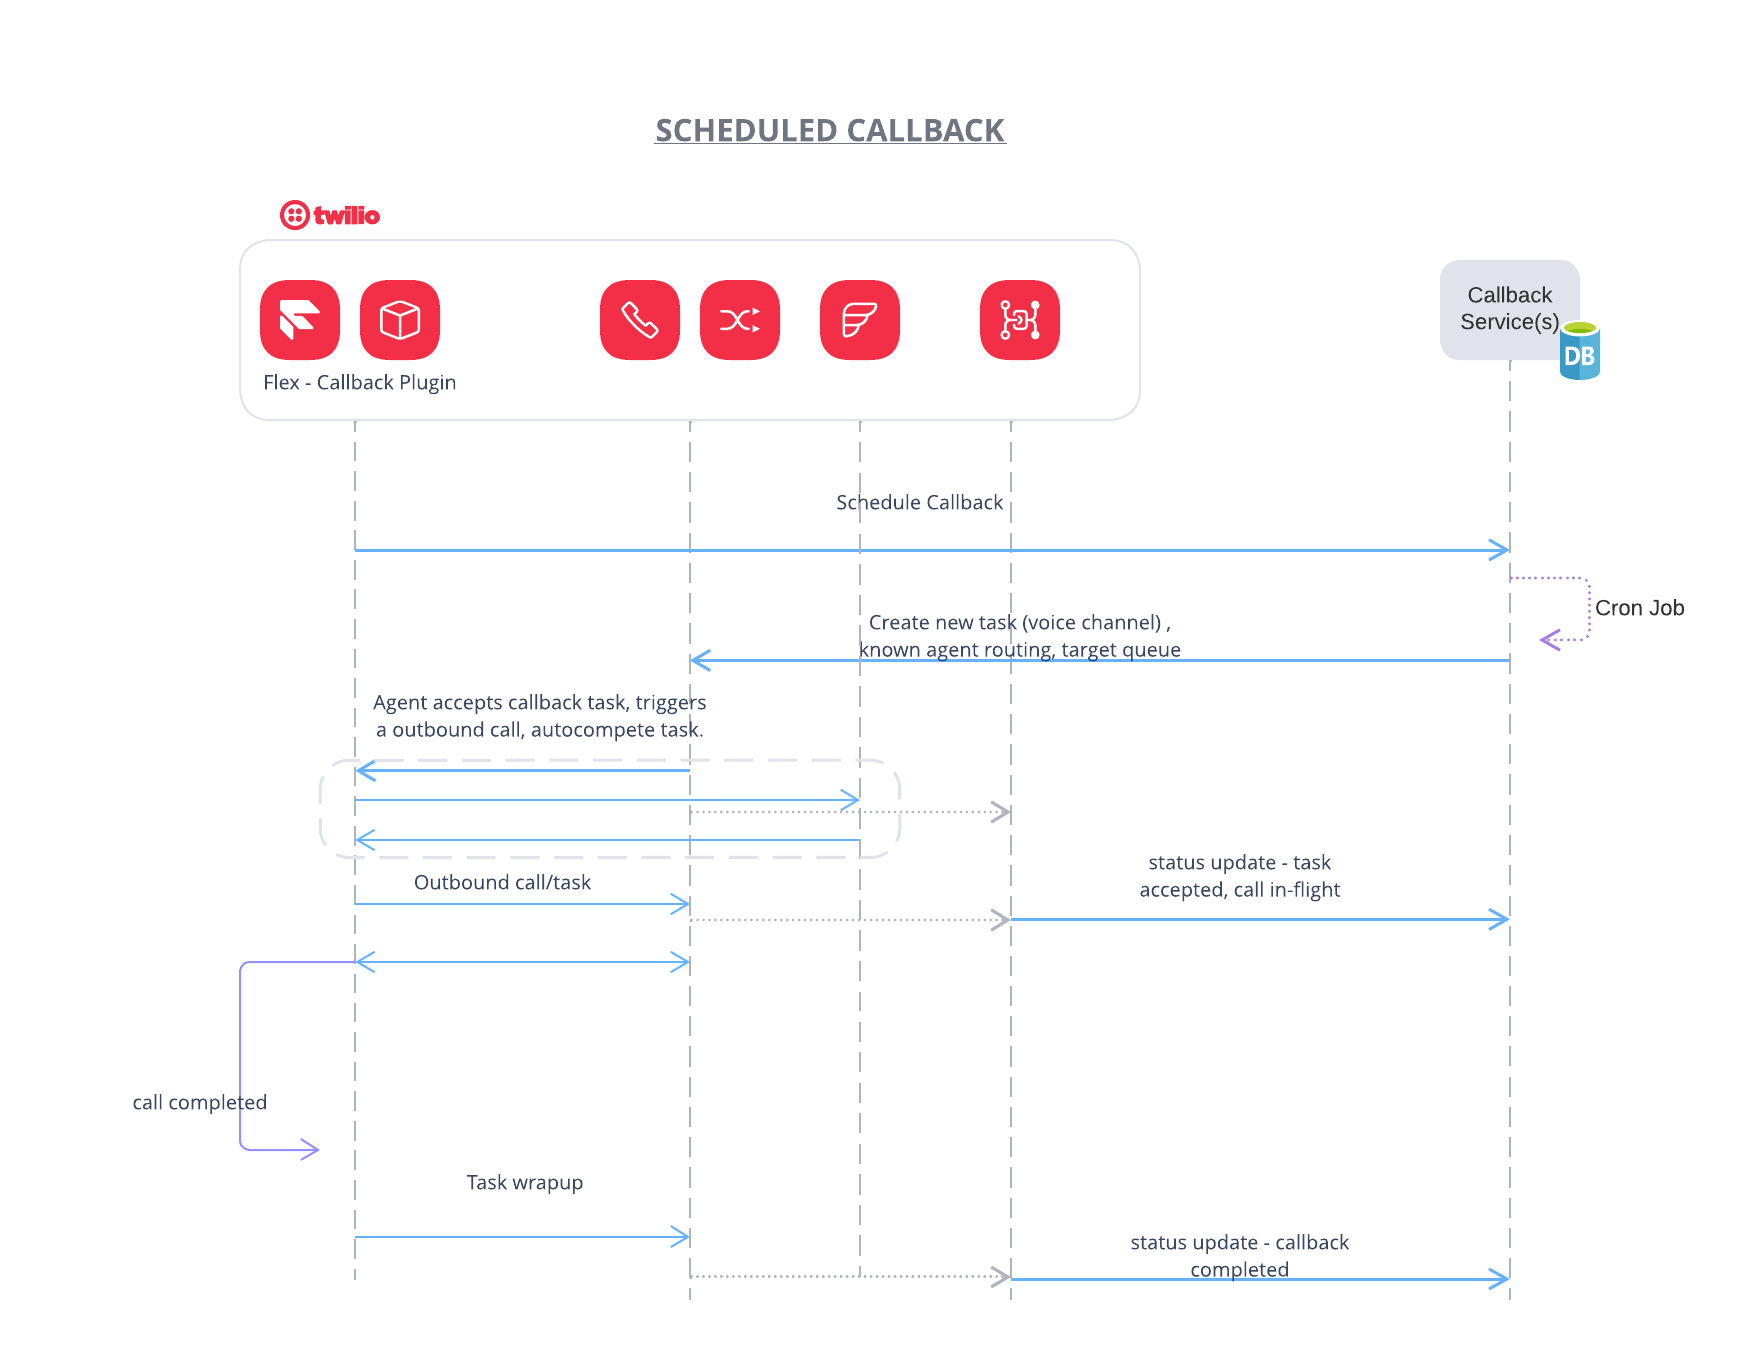 SCHEDULED CALLBACK
twilio
Flex - Callback Plugin
Callback
Service(s)
DB
Schedule Callback
Cron Job
Create new task (voice channel) ,
known agent routing, target queue
Agent accepts callback task, triggers
a outbound call, autocompete task.
status update - task
accepted, call in-flight
Outbound call/task
call completed
Task wrapup
status update - callback
completed